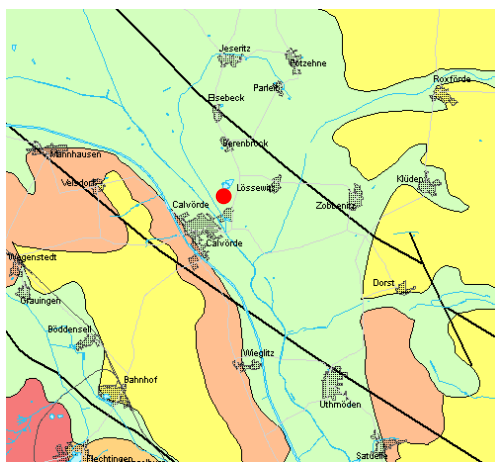 Jeseritz
Potzehne
Parleib
Roxförde
Elsebeck
Berenbrock
Mannhausen
Velsdorf
Lössewitz
Klüden
Zobbenitz
Calvörde
Calvörde
Wegenstedt
Dorst
Grauingen
Böddensell
Wieglitz
Bahnhof
Uthmöden
Flechtingen
Satuelle